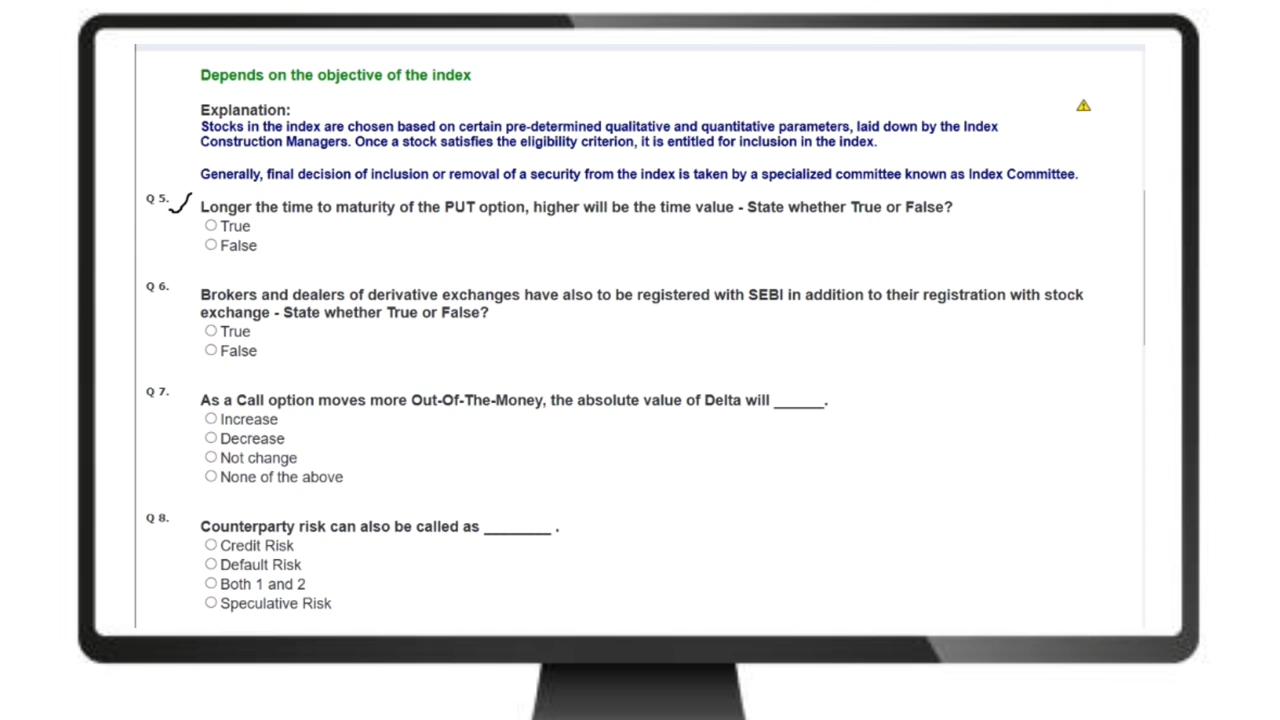 Depends on the objective of the index
Explanation:
Stocks in the index are chosen based on certain pre-determined qualitative and quantitative parameters, laid down by the Index
Construction Managers. Once a stock satisfies the eligibility criterion, it is entitled for inclusion in the index.
Generally, final decision of inclusion or removal of a security from the index is taken by a specialized committee known as Index Committee.
Q 5. Longer the time to maturity of the PUT option, higher will be the time value - State whether True or False?
True
False
Q 6. Brokers and dealers of derivative exchanges have also to be registered with SEBI in addition to their registration with stock
exchange - State whether True or False?
True
False
Q 7. As a Call option moves more Out-Of-The-Money, the absolute value of Delta will ______.
Increase
Decrease
Not change
None of the above
Q 8. Counterparty risk can also be called as ________ .
Credit Risk
Default Risk
Both 1 and 2
Speculative Risk